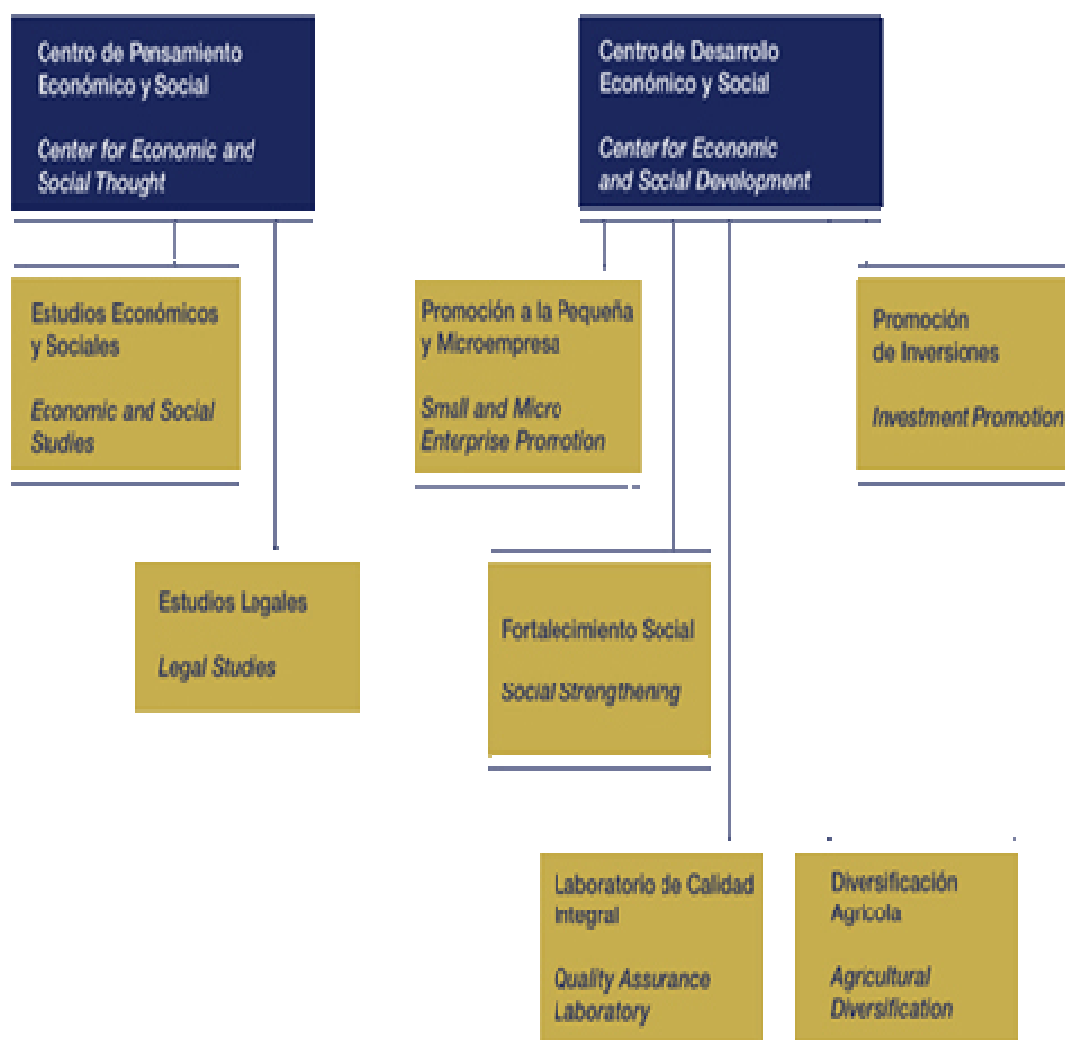 Centro de Pensamiento
Económico y Social
Center for Economic and
Social Thought
Centro de Desarrollo
Económico y Social
Center for Economic
and Social Development
Estudios Económicos
y Sociales
Economic and Social
Studies
Promoción a la Pequeña
y Microempresa
Small and Micro
Enterprise Promotion
Promoción
de Inversiones
Investment Promotion
Estudios Legales
Legal Studies
Fortalecimiento Social
Social Strengthening
Laboratorio de Calidad
Integral
Quality Assurance
Laboratory
Diversificación
Agrícola
Agricultural
Diversification